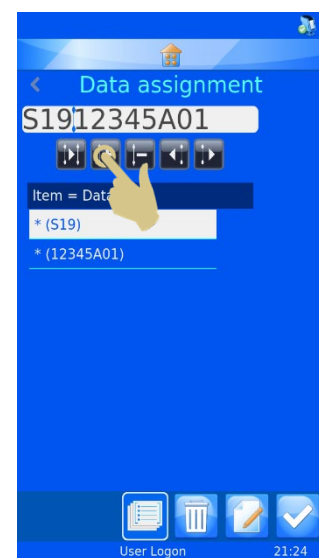 Data assignment
S1912345A01
Item = Data
* (S19)
* (12345A01)
User Logon
21:24